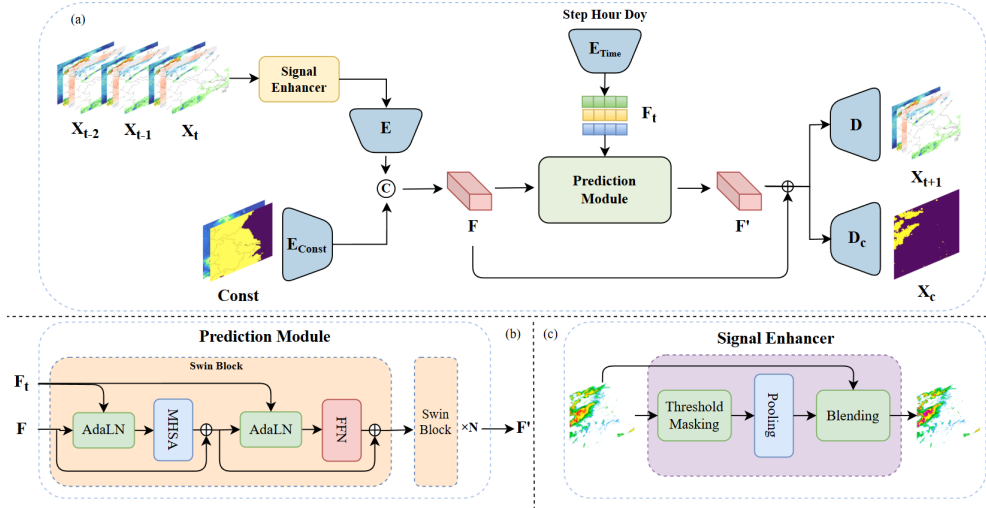 (a)
Step Hour Doy
E_Time
Signal
Enhancer
X_t-2
X_t-1
X_t
E
F_t
D
X_t+1
C
Prediction
Module
F
F'
E_Const
Const
D_c
X_c
Prediction Module
(b)
Swin Block
F_t
F
AdaLN
MHSA
AdaLN
FFN
Swin
Block
×N
F'
(c)
Signal Enhancer
Threshold
Masking
Pooling
Blending